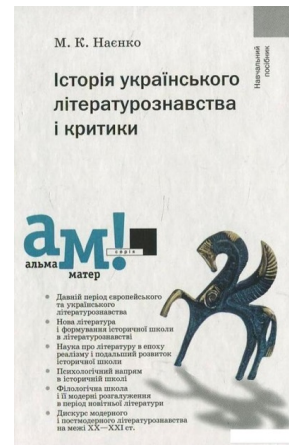 М. К. Наєнко
Навчальний
посібник
Історія українського
літературознавства
і критики
ам!
серія
альма
матер
Давній період європейського
та українського
літературознавства
Нова література
і формування історичної школи
в літературознавстві
Наука про літературу в епоху
реалізму і подальший розвиток
історичної школи
Психологічний напрям
в історичній школі
Філологічна школа
і її модерні розгалуження
в період новітньої літератури
Дискурс модерного
і постмодерного літературознавства
на межі XX—XXI ст.